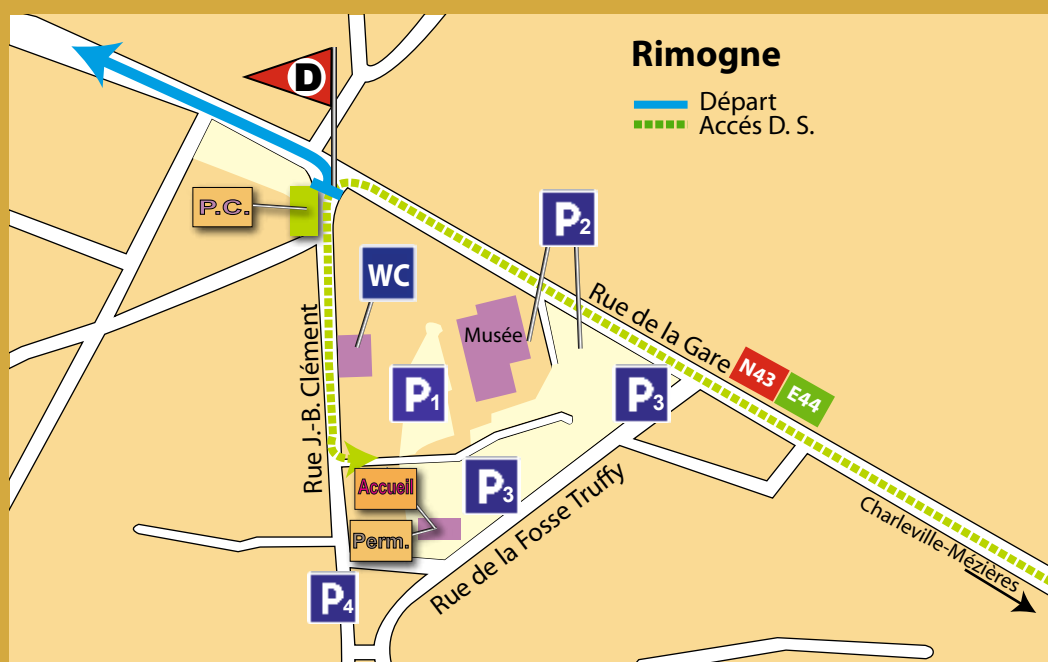 Rimogne
Départ
Accés D. S.
D
P.C.
P2
WC
Rue de la Gare
Musée
N43
E44
Rue J.-B. Clément
P1
P3
Accueil
P3
Perm.
Rue de la Fosse Truffy
Charleville-Mézières
P4